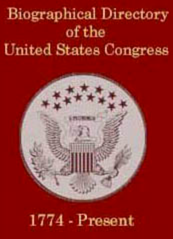 Biographical Directory
of the
United States Congress
1774 - Present